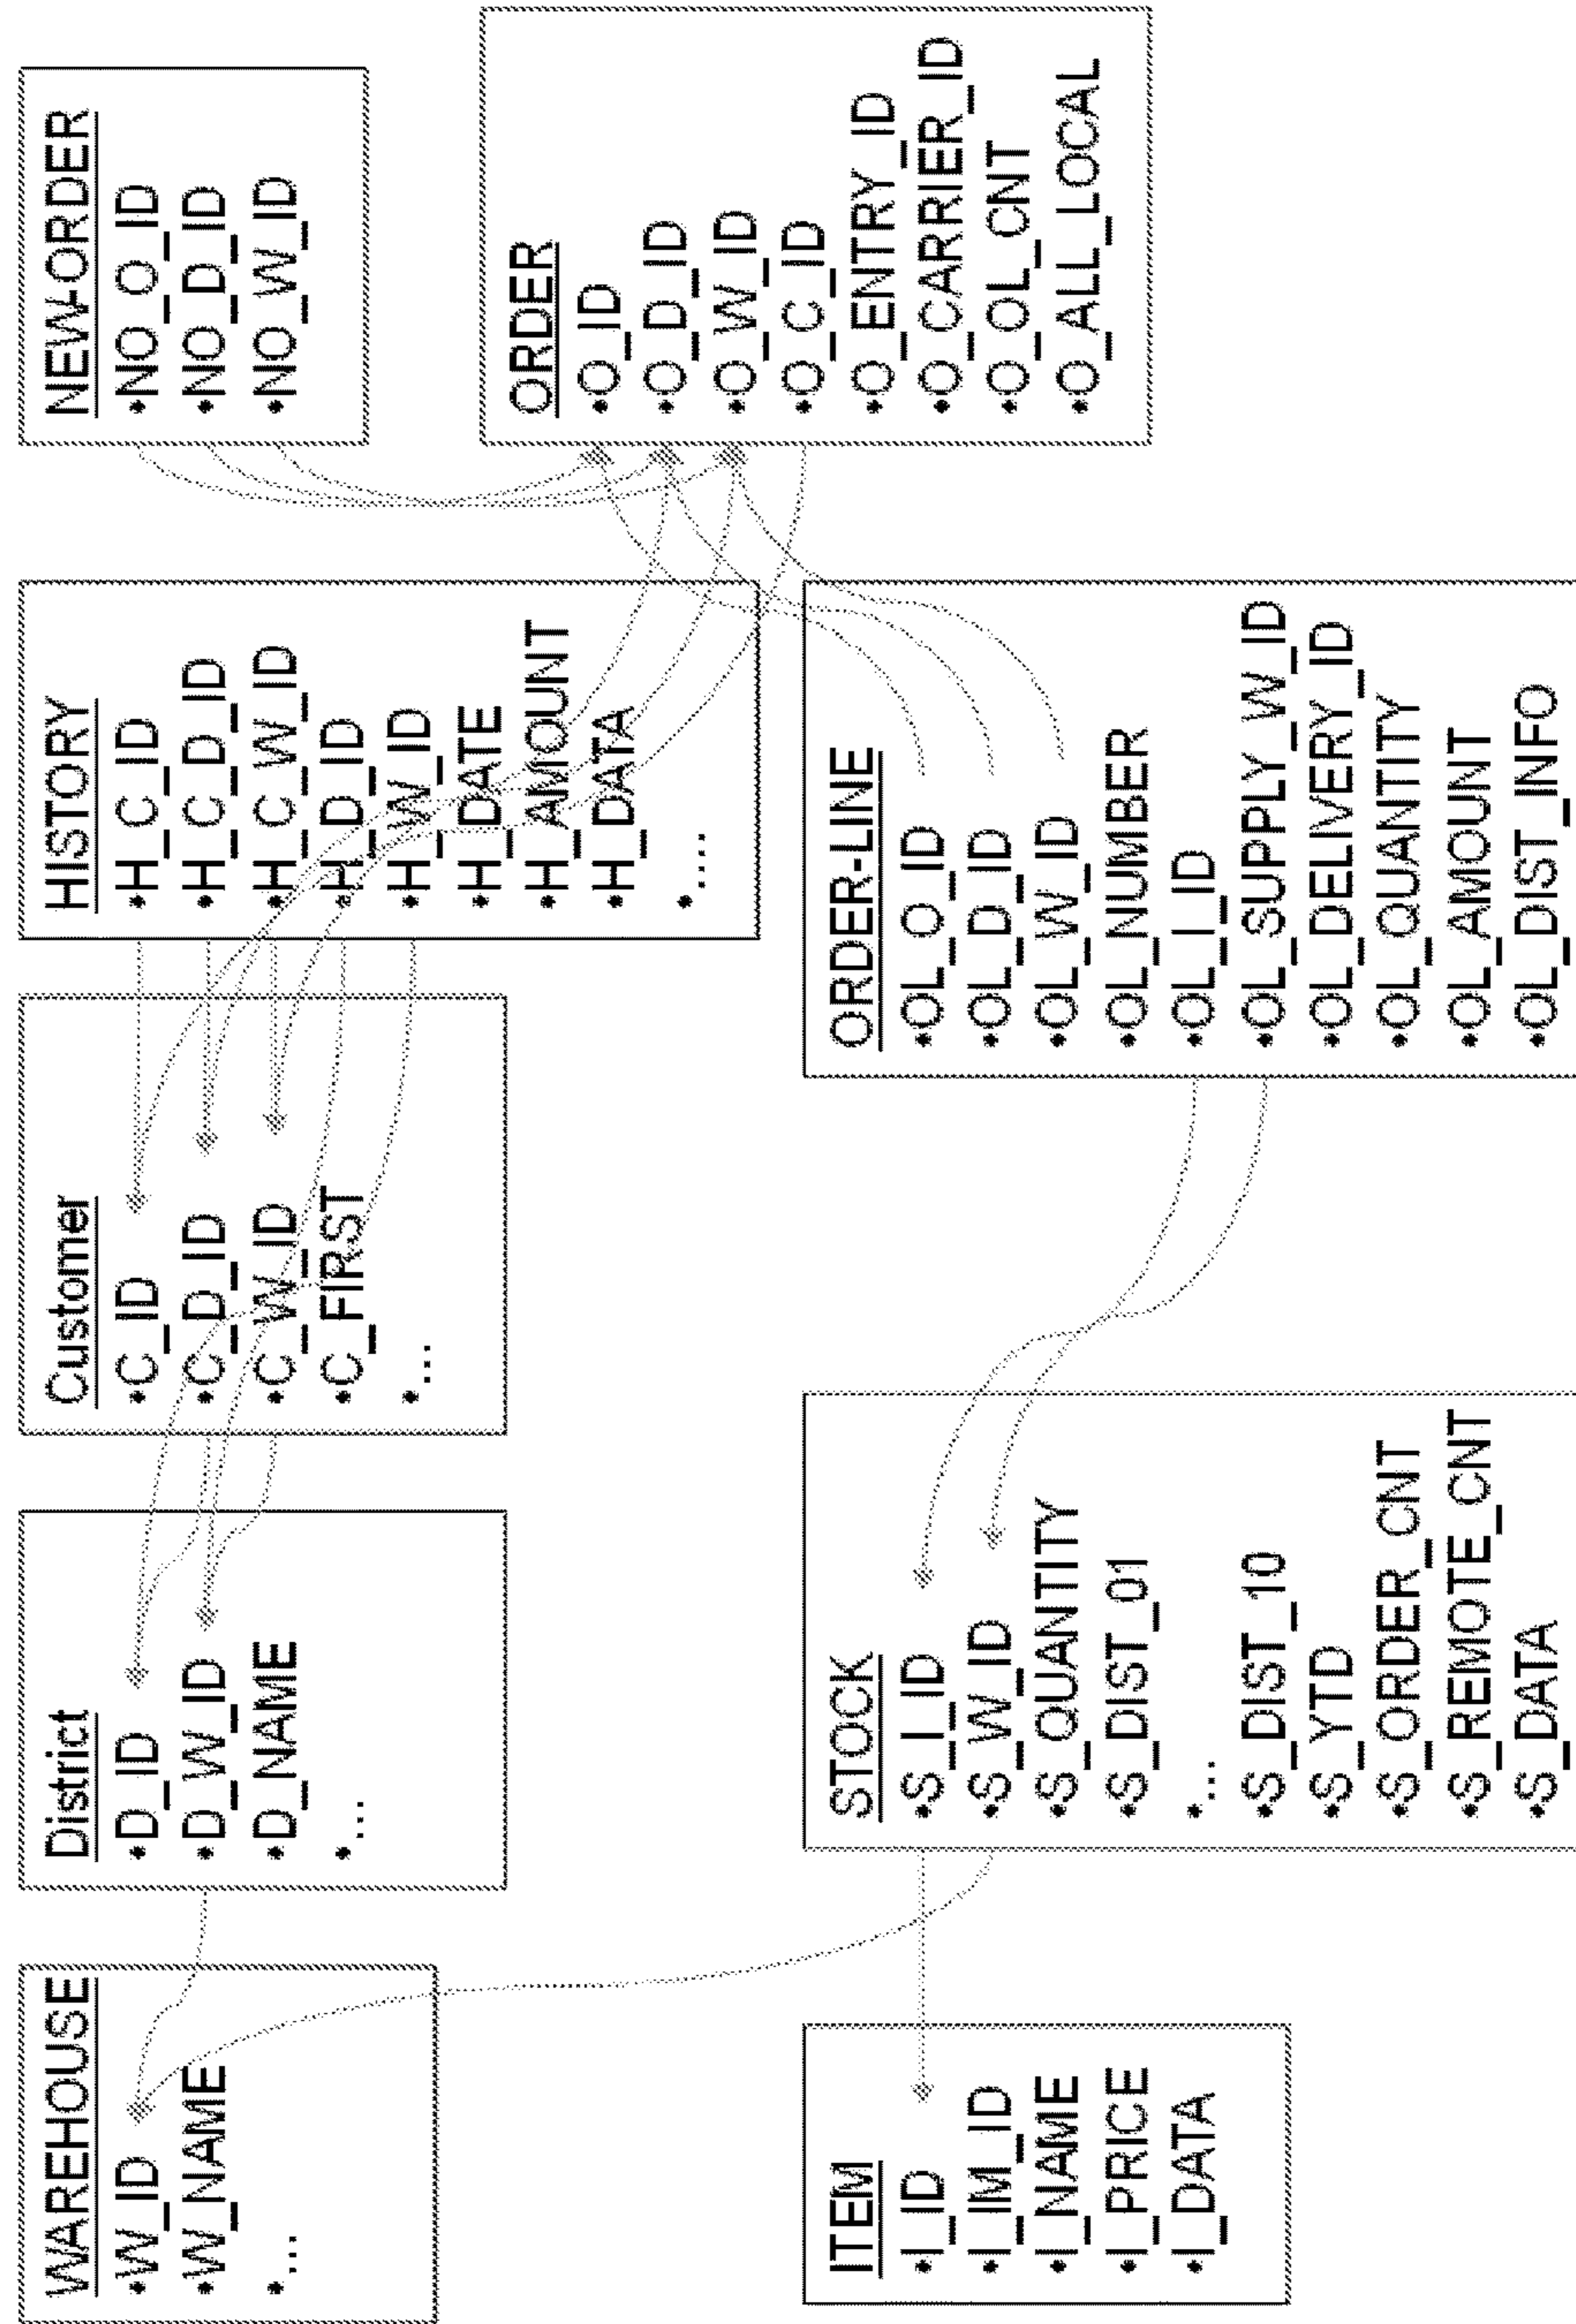 WAREHOUSE
•W_ID
•W_NAME
•...
District
•D_ID
•D_W_ID
•D_NAME
•...
Customer
•C_ID
•C_D_ID
•C_W_ID
•C_FIRST
•...
HISTORY
•H_C_ID
•H_C_D_ID
•H_C_W_ID
•H_D_ID
•H_W_ID
•H_DATE
•H_AMOUNT
•H_DATA
•....
NEW-ORDER
•NO_O_ID
•NO_D_ID
•NO_W_ID
ITEM
•I_ID
•I_IM_ID
•I_NAME
•I_PRICE
•I_DATA
STOCK
•S_I_ID
•S_W_ID
•S_QUANTITY
•S_DIST_01
•...
•S_DIST_10
•S_YTD
•S_ORDER_CNT
•S_REMOTE_CNT
•S_DATA
ORDER-LINE
•OL_O_ID
•OL_D_ID
•OL_W_ID
•OL_NUMBER
•OL_I_ID
•OL_SUPPLY_W_ID
•OL_DELIVERY_ID
•OL_QUANTITY
•OL_AMOUNT
•OL_DIST_INFO
ORDER
•O_ID
•O_D_ID
•O_W_ID
•O_C_ID
•O_ENTRY_ID
•O_CARRIER_ID
•O_OL_CNT
•O_ALL_LOCAL